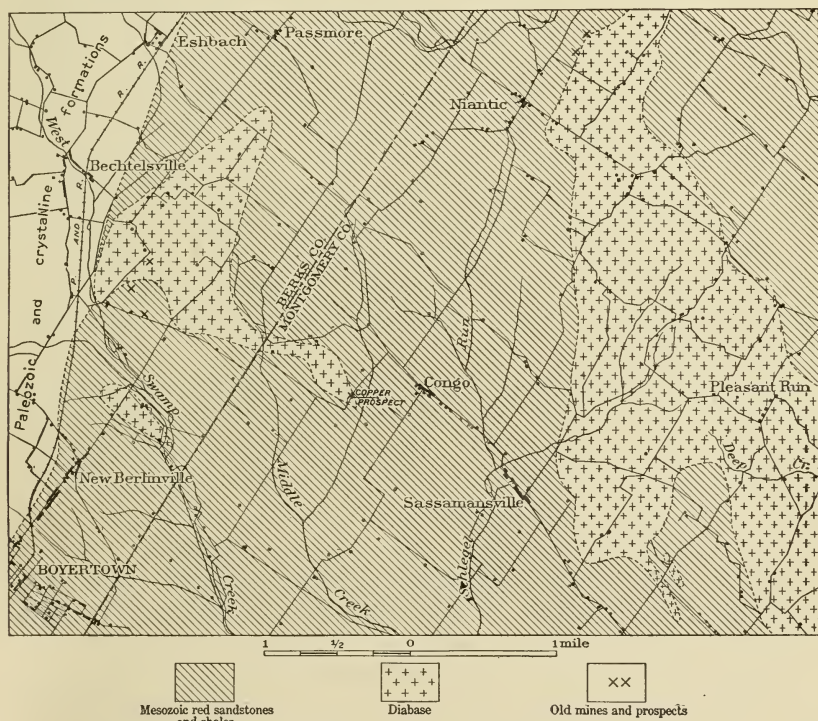 Eshbach
Passmore
Paleozoic and crystalline formations
R. R.
West
Niantic
Bechtelsville
P. AND R. R.
BERKS CO.
MONTGOMERY CO.
Swamp
Run
COPPER
PROSPECT
Congo
Pleasant Run
Deep Cr.
New Berlinville
Middle
Sassamansville
BOYERTOWN
Creek
Creek
Schlegel
1 1/2 0 1 mile
Mesozoic red sandstones
and shales
Diabase
Old mines and prospects